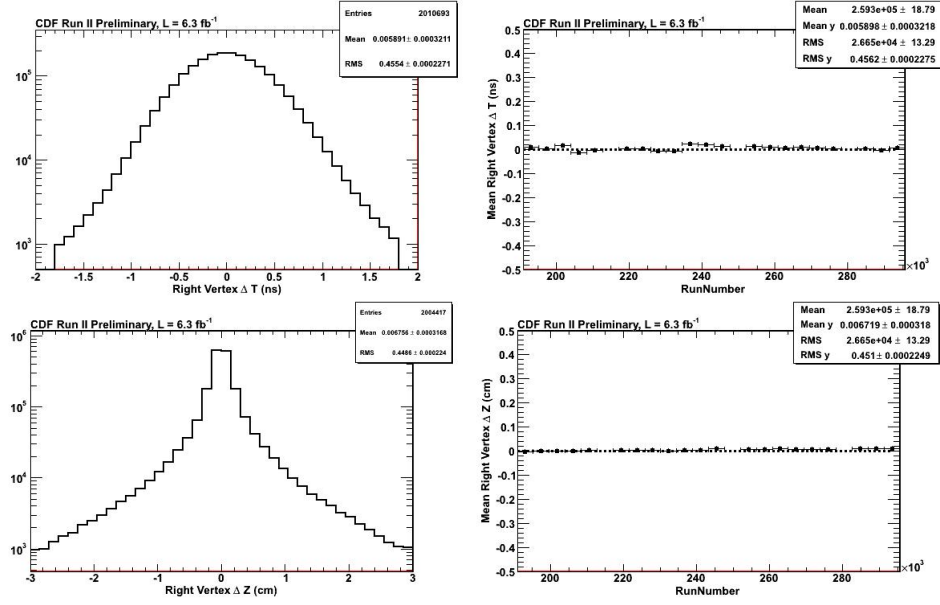 CDF Run II Preliminary, L = 6.3 fb⁻¹
Entries 2010693
Mean 0.005891± 0.0003211
RMS 0.4554 ± 0.0002271
10⁵
10⁴
10³
-2 -1.5 -1 -0.5 0 0.5 1 1.5 2
Right Vertex Δ T (ns)
CDF Run II Preliminary, L = 6.3 fb⁻¹
Mean 2.593e+05 ± 18.79
Mean y 0.005898 ± 0.0003218
RMS 2.665e+04 ± 13.29
RMS y 0.4562 ± 0.0002275
Mean Right Vertex Δ T (ns)
0.5
0.4
0.3
0.2
0.1
0
-0.1
-0.2
-0.3
-0.4
-0.5
200 220 240 260 280
×10³
RunNumber
CDF Run II Preliminary, L = 6.3 fb⁻¹
Entries 2004417
Mean 0.006756 ± 0.0003168
RMS 0.4486 ± 0.000224
10⁶
10⁵
10⁴
10³
-3 -2 -1 0 1 2 3
Right Vertex Δ Z (cm)
CDF Run II Preliminary, L = 6.3 fb⁻¹
Mean 2.593e+05 ± 18.79
Mean y 0.006719 ± 0.000318
RMS 2.665e+04 ± 13.29
RMS y 0.451 ± 0.0002249
Mean Right Vertex Δ Z (cm)
0.5
0.4
0.3
0.2
0.1
0
-0.1
-0.2
-0.3
-0.4
-0.5
200 220 240 260 280
×10³
RunNumber